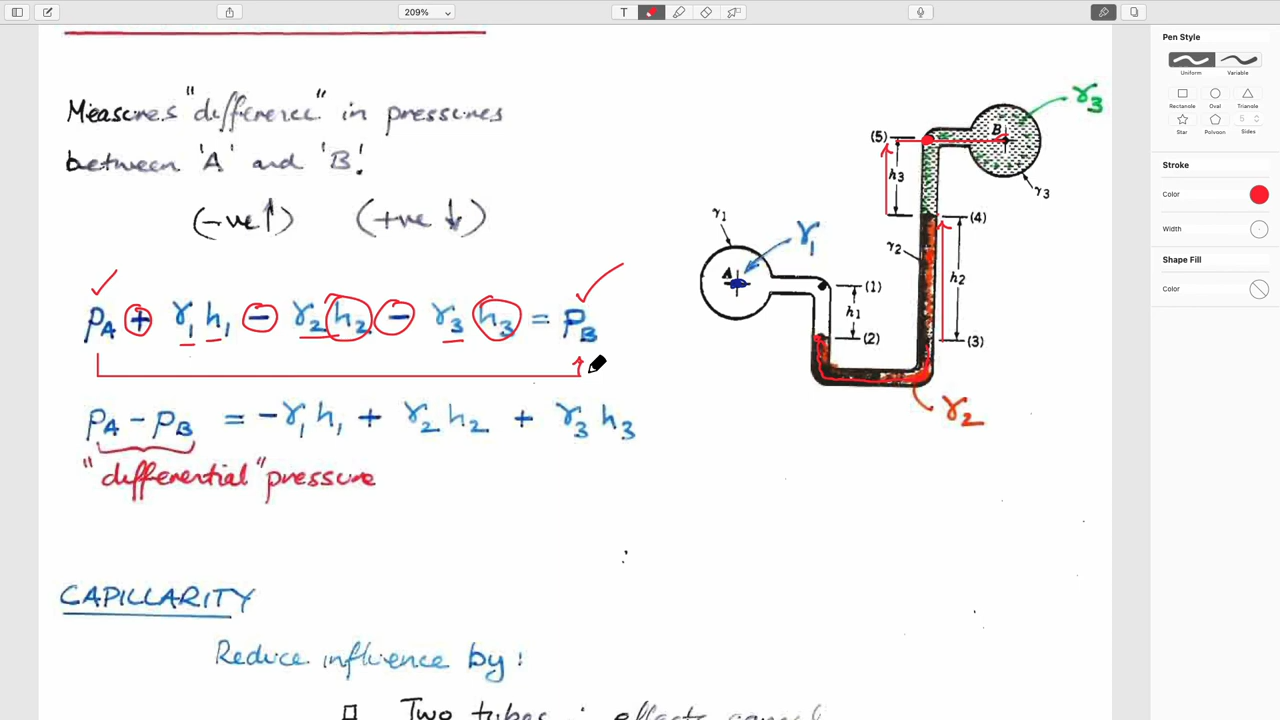 209%
T
Measures "difference" in pressures
between 'A' and 'B'.
(-ve↑) (+ve↓)
pA + γ1 h1 − γ2 h2 − γ3 h3 = pB
pA − pB = −γ1 h1 + γ2 h2 + γ3 h3
"differential" pressure
CAPILLARITY
Reduce influence by:
γ3
B
(5)
h3
γ3
γ1
γ1
(4)
A
γ2
(1)
h2
h1
(2)
(3)
γ2
Pen Style
Uniform Variable
Rectangle Oval Triangle
Star Polygon 5 Sides
Stroke
Color
Width
Shape Fill
Color